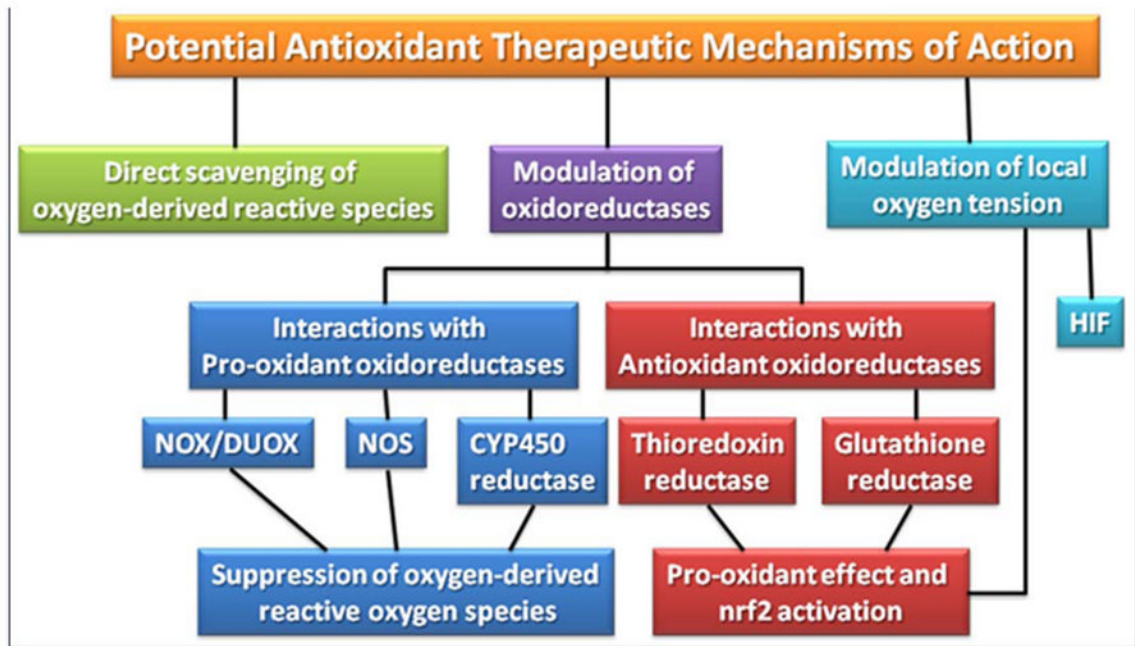 Potential Antioxidant Therapeutic Mechanisms of Action
Direct scavenging of
oxygen-derived reactive species
Modulation of
oxidoreductases
Modulation of local
oxygen tension
HIF
Interactions with
Pro-oxidant oxidoreductases
Interactions with
Antioxidant oxidoreductases
NOX/DUOX
NOS
CYP450
reductase
Thioredoxin
reductase
Glutathione
reductase
Suppression of oxygen-derived
reactive oxygen species
Pro-oxidant effect and
nrf2 activation